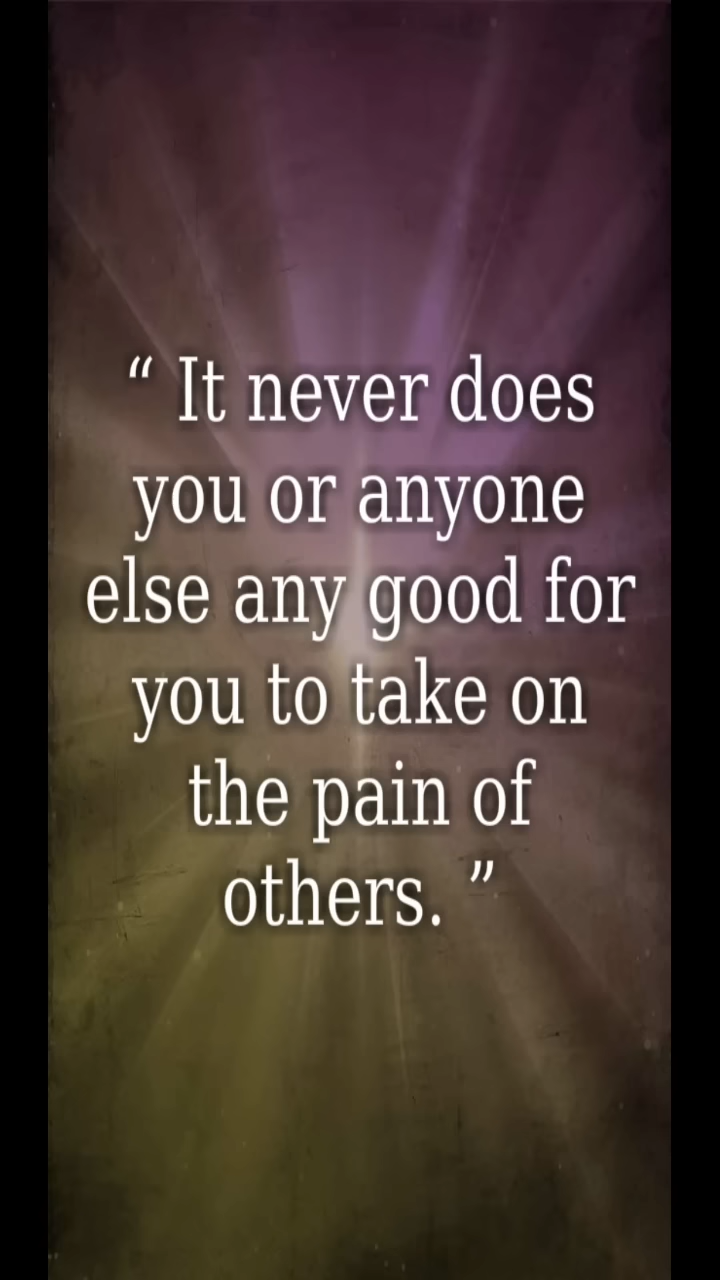 “ It never does
you or anyone
else any good for
you to take on
the pain of
others. ”